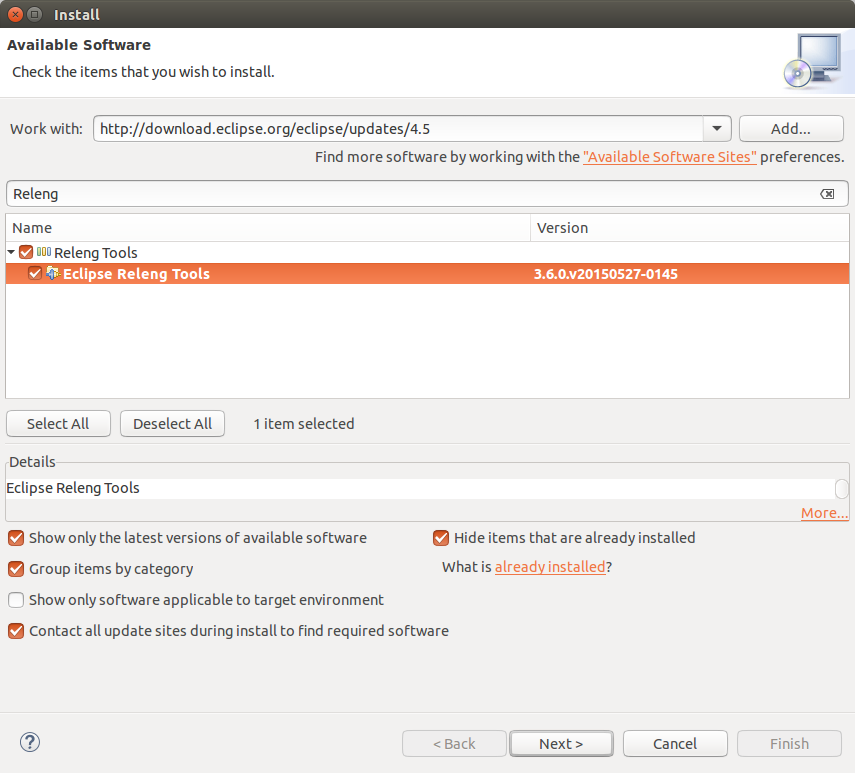 Install
Available Software
Check the items that you wish to install.
Work with: http://download.eclipse.org/eclipse/updates/4.5 Add...
Find more software by working with the "Available Software Sites" preferences.
Releng
Name Version
Releng Tools
Eclipse Releng Tools 3.6.0.v20150527-0145
Select All Deselect All 1 item selected
Details
Eclipse Releng Tools
More...
Show only the latest versions of available software Hide items that are already installed
Group items by category What is already installed?
Show only software applicable to target environment
Contact all update sites during install to find required software
? < Back Next > Cancel Finish